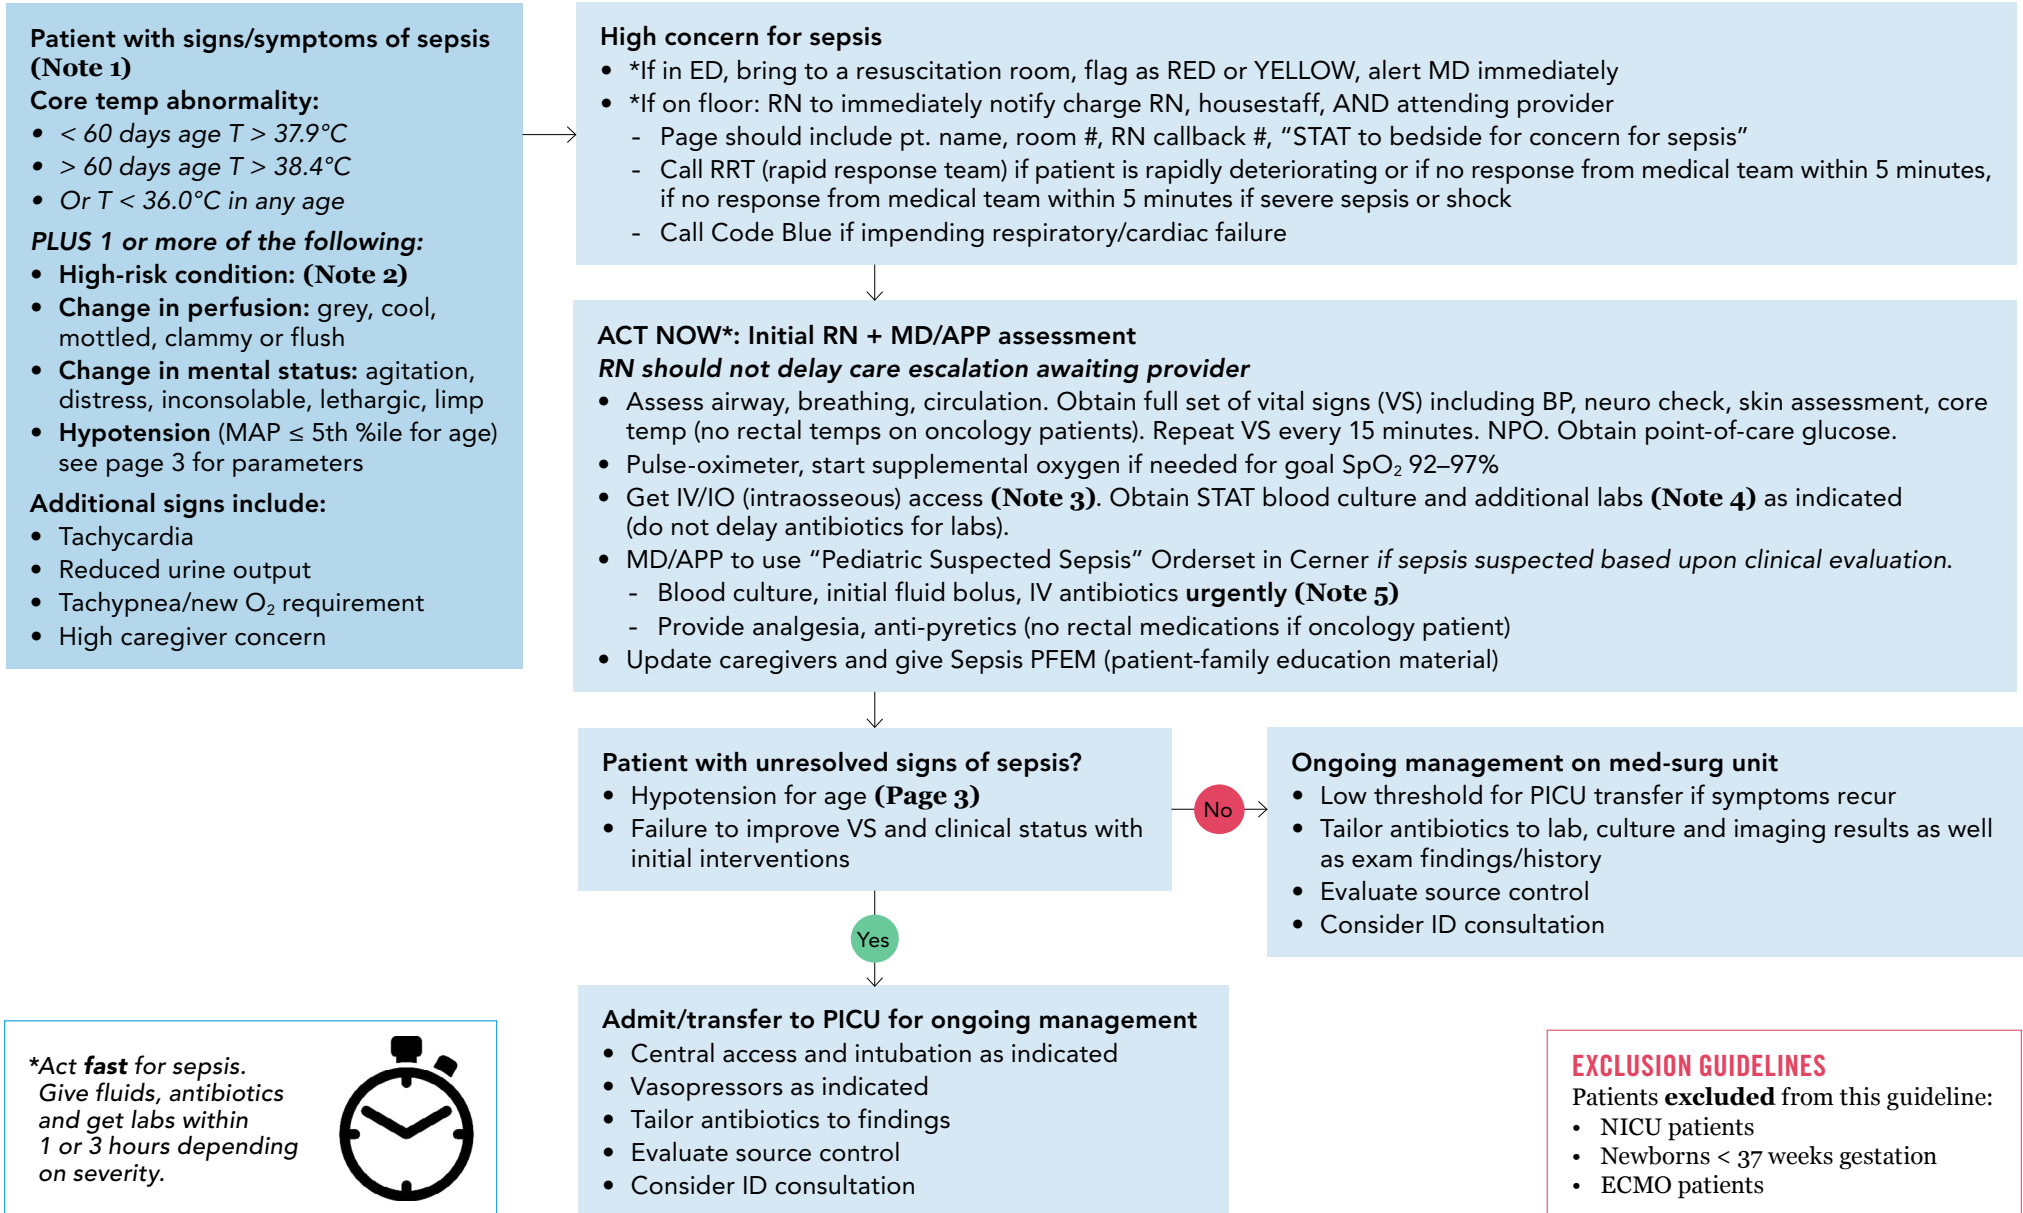 Patient with signs/symptoms of sepsis
(Note 1)
Core temp abnormality:
• < 60 days age T > 37.9°C
• > 60 days age T > 38.4°C
• Or T < 36.0°C in any age
PLUS 1 or more of the following:
• High-risk condition: (Note 2)
• Change in perfusion: grey, cool,
mottled, clammy or flush
• Change in mental status: agitation,
distress, inconsolable, lethargic, limp
• Hypotension (MAP ≤ 5th %ile for age)
see page 3 for parameters
Additional signs include:
• Tachycardia
• Reduced urine output
• Tachypnea/new O₂ requirement
• High caregiver concern
High concern for sepsis
• *If in ED, bring to a resuscitation room, flag as RED or YELLOW, alert MD immediately
• *If on floor: RN to immediately notify charge RN, housestaff, AND attending provider
- Page should include pt. name, room #, RN callback #, “STAT to bedside for concern for sepsis”
- Call RRT (rapid response team) if patient is rapidly deteriorating or if no response from medical team within 5 minutes,
if no response from medical team within 5 minutes if severe sepsis or shock
- Call Code Blue if impending respiratory/cardiac failure
ACT NOW*: Initial RN + MD/APP assessment
RN should not delay care escalation awaiting provider
• Assess airway, breathing, circulation. Obtain full set of vital signs (VS) including BP, neuro check, skin assessment, core
temp (no rectal temps on oncology patients). Repeat VS every 15 minutes. NPO. Obtain point-of-care glucose.
• Pulse-oximeter, start supplemental oxygen if needed for goal SpO₂ 92–97%
• Get IV/IO (intraosseous) access (Note 3). Obtain STAT blood culture and additional labs (Note 4) as indicated
(do not delay antibiotics for labs).
• MD/APP to use “Pediatric Suspected Sepsis” Orderset in Cerner if sepsis suspected based upon clinical evaluation.
- Blood culture, initial fluid bolus, IV antibiotics urgently (Note 5)
- Provide analgesia, anti-pyretics (no rectal medications if oncology patient)
• Update caregivers and give Sepsis PFEM (patient-family education material)
Patient with unresolved signs of sepsis?
• Hypotension for age (Page 3)
• Failure to improve VS and clinical status with
initial interventions
No
Ongoing management on med-surg unit
• Low threshold for PICU transfer if symptoms recur
• Tailor antibiotics to lab, culture and imaging results as well
as exam findings/history
• Evaluate source control
• Consider ID consultation
Yes
Admit/transfer to PICU for ongoing management
• Central access and intubation as indicated
• Vasopressors as indicated
• Tailor antibiotics to findings
• Evaluate source control
• Consider ID consultation
*Act fast for sepsis.
Give fluids, antibiotics
and get labs within
1 or 3 hours depending
on severity.
EXCLUSION GUIDELINES
Patients excluded from this guideline:
• NICU patients
• Newborns < 37 weeks gestation
• ECMO patients